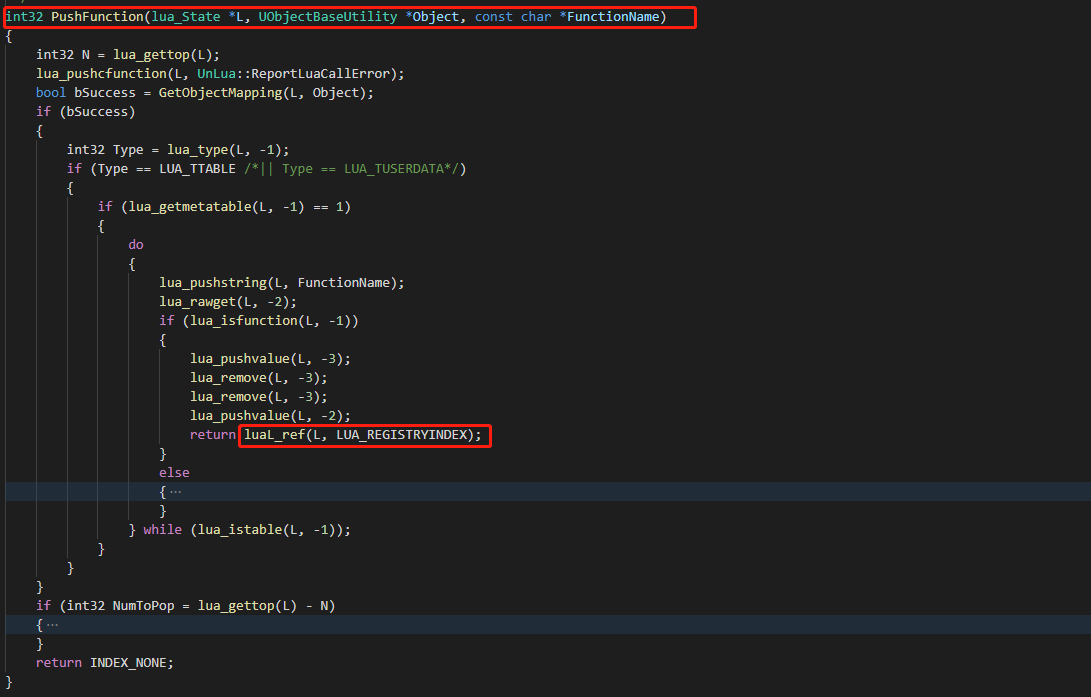 int32 PushFunction(lua_State *L, UObjectBaseUtility *Object, const char *FunctionName)
{
    int32 N = lua_gettop(L);
    lua_pushcfunction(L, UnLua::ReportLuaCallError);
    bool bSuccess = GetObjectMapping(L, Object);
    if (bSuccess)
    {
        int32 Type = lua_type(L, -1);
        if (Type == LUA_TTABLE /*|| Type == LUA_TUSERDATA*/)
        {
            if (lua_getmetatable(L, -1) == 1)
            {
                do
                {
                    lua_pushstring(L, FunctionName);
                    lua_rawget(L, -2);
                    if (lua_isfunction(L, -1))
                    {
                        lua_pushvalue(L, -3);
                        lua_remove(L, -3);
                        lua_remove(L, -3);
                        lua_pushvalue(L, -2);
                        return luaL_ref(L, LUA_REGISTRYINDEX);
                    }
                    else
                    {···
                    }
                } while (lua_istable(L, -1));
            }
        }
    }
    if (int32 NumToPop = lua_gettop(L) - N)
    {···
    }
    return INDEX_NONE;
}